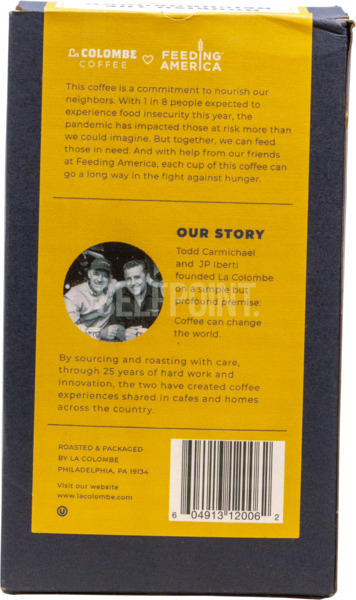 La COLOMBE
COFFEE
FEEDING
AMERICA
This coffee is a commitment to nourish our
neighbors. With 1 in 8 people expected to
experience food insecurity this year, the
pandemic has impacted those at risk more than
we could imagine. But together, we can feed
those in need. And with help from our friends
at Feeding America, each cup of this coffee can
go a long way in the fight against hunger.
OUR STORY
Todd Carmichael
and JP Iberti
founded La Colombe
on a simple but
profound premise:
Coffee can change
the world.
By sourcing and roasting with care,
through 25 years of hard work and
innovation, the two have created coffee
experiences shared in cafes and homes
across the country.
ROASTED & PACKAGED
BY LA COLOMBE
PHILADELPHIA, PA 19134
Visit our website
www.lacolombe.com
U
6 04913 12006 2